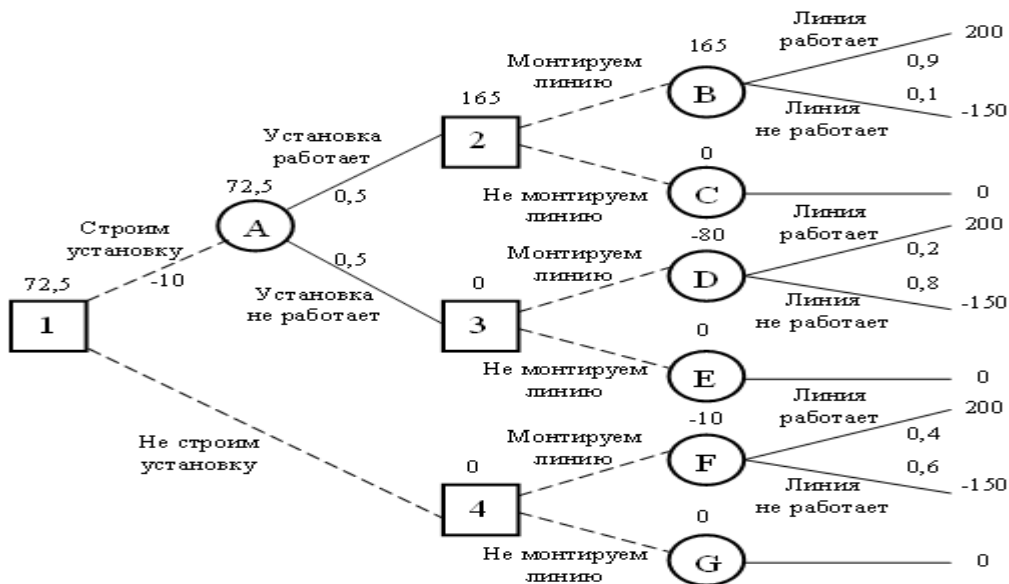 Линия
работает
200
165
0,9
Монтируем
линию
B
0,1
165
Линия
не работает
-150
Установка
работает
2
0
72,5
0,5
Не монтируем
линию
C
0
Строим
установку
A
Линия
работает
200
-80
0,2
-10
0,5
Монтируем
линию
D
0,8
72,5
Установка
не работает
0
Линия
не работает
-150
1
3
0
Не монтируем
линию
E
0
Линия
работает
200
-10
0,4
Не строим
установку
Монтируем
линию
F
0,6
0
Линия
не работает
-150
4
0
Не монтируем
линию
G
0